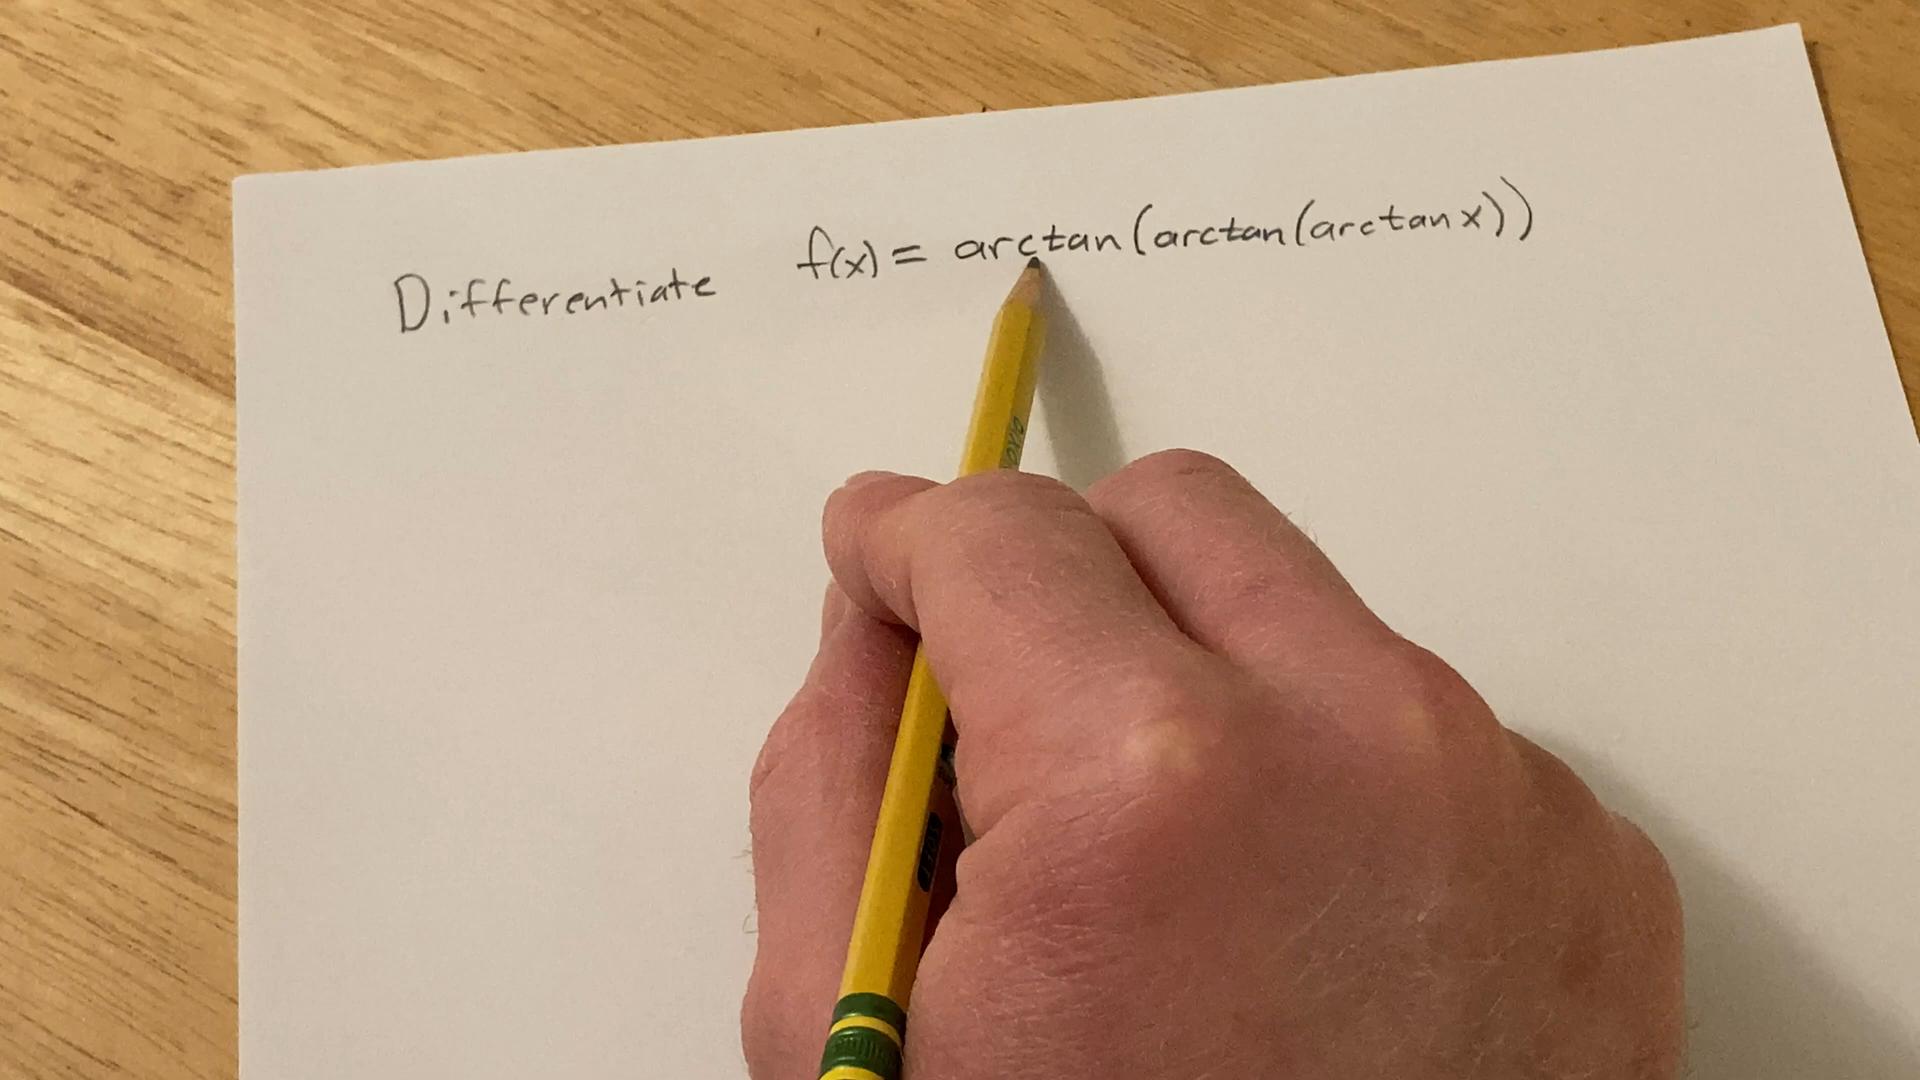 Differentiate f(x) = arctan(arctan(arctan x))